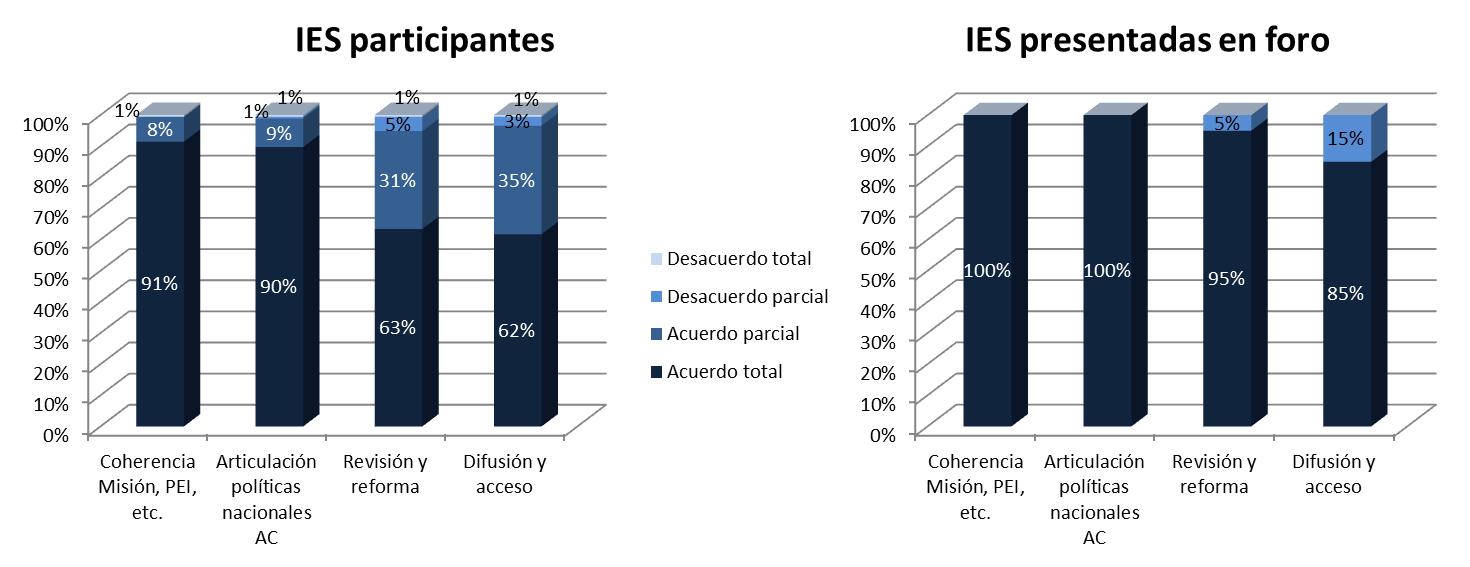 IES participantes
1%
1%
1%
1%
1%
8%
9%
5%
3%
31%
35%
91%
90%
63%
62%
100%
90%
80%
70%
60%
50%
40%
30%
20%
10%
0%
Coherencia
Misión, PEI,
etc.
Articulación
políticas
nacionales
AC
Revisión y
reforma
Difusión y
acceso
Desacuerdo total
Desacuerdo parcial
Acuerdo parcial
Acuerdo total
IES presentadas en foro
5%
15%
100%
100%
95%
85%
100%
90%
80%
70%
60%
50%
40%
30%
20%
10%
0%
Coherencia
Misión, PEI,
etc.
Articulación
políticas
nacionales
AC
Revisión y
reforma
Difusión y
acceso